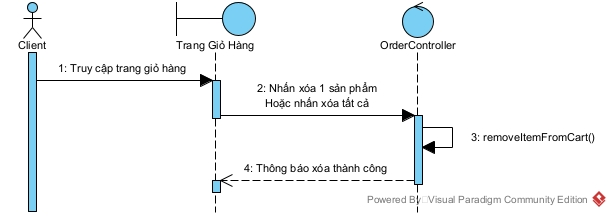 Client
Trang Giỏ Hàng
OrderController
1: Truy cập trang giỏ hàng
2: Nhấn xóa 1 sản phẩm
Hoặc nhấn xóa tất cả
3: removeItemFromCart()
4: Thông báo xóa thành công
Powered By Visual Paradigm Community Edition